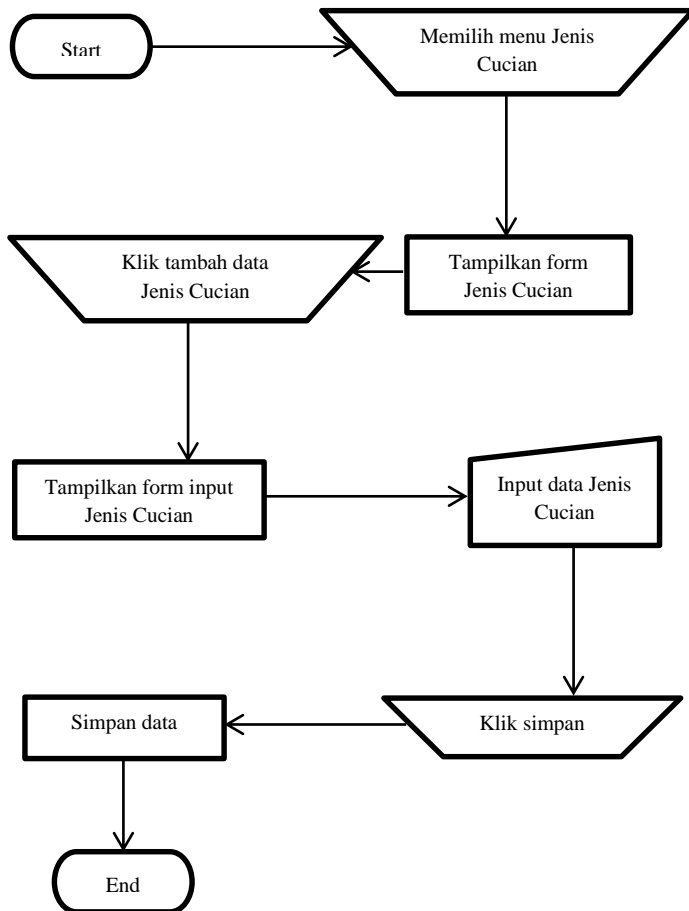 Start
Memilih menu Jenis
Cucian
Tampilkan form
Jenis Cucian
Klik tambah data
Jenis Cucian
Tampilkan form input
Jenis Cucian
Input data Jenis
Cucian
Klik simpan
Simpan data
End